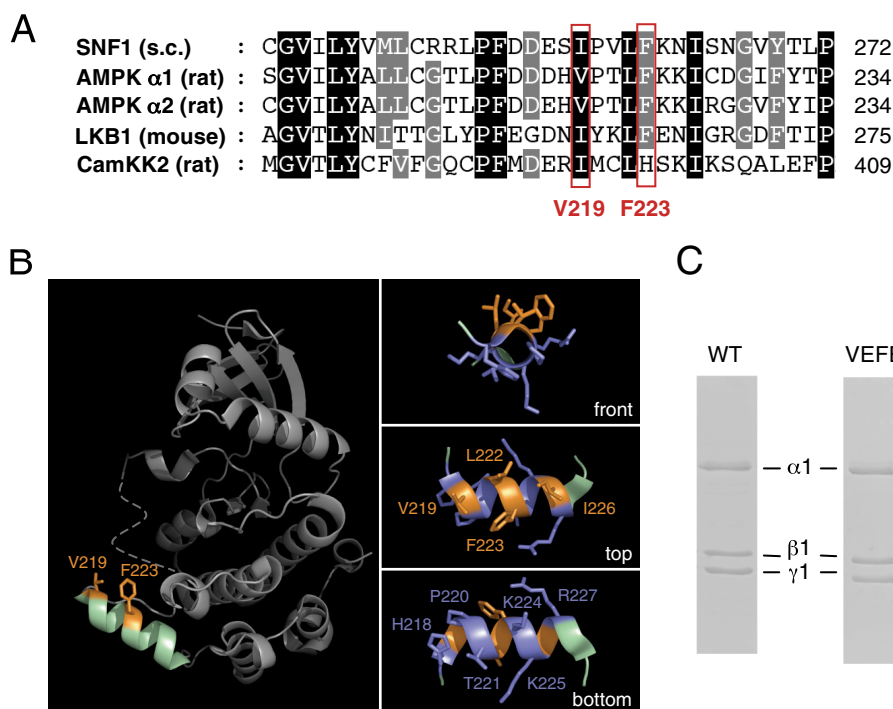 A
SNF1 (s.c.) : CGVILYVMLCRRLPFDDESIPVLFKNISNGVYTLP 272
AMPK α1 (rat) : SGVILYALLCGTLPFDDDHVPTLFKKICDGIFYTP 234
AMPK α2 (rat) : SGVILYALLCGTLPFDDEHVPTLFKKIRGGVFYIP 234
LKB1 (mouse) : AGVTLYNITTGLYPFEGDNIYKLFENIGRGDFTIP 275
CamKK2 (rat) : MGVTLYCFVFGQCPFMDERIMCLHSKIKSQALEFP 409
V219 F223
B
C
front
WT
VEFE
L222
V219
I226
F223
top
α1
β1
γ1
V219
F223
P220
K224
R227
H218
T221
K225
bottom